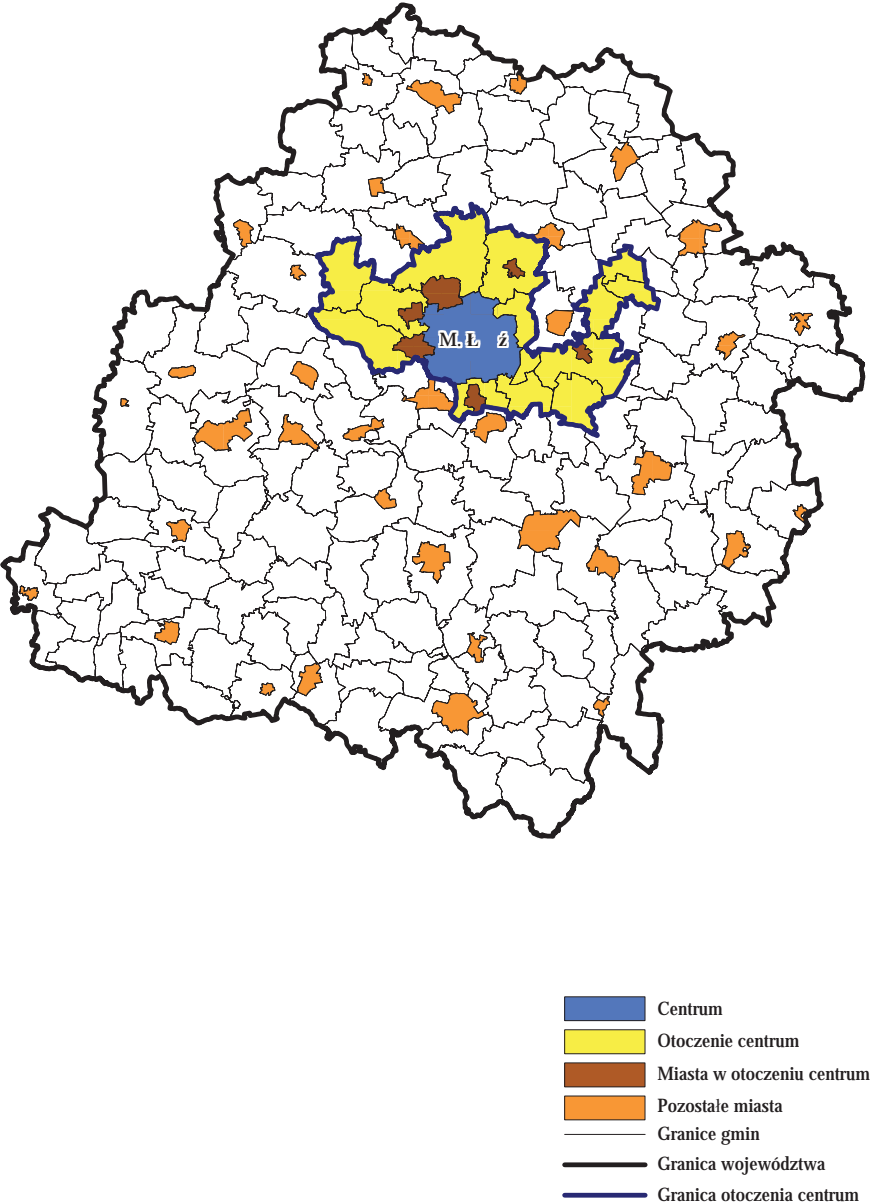 M. Ł ź
Centrum
Otoczenie centrum
Miasta w otoczeniu centrum
Pozostałe miasta
Granice gmin
Granica województwa
Granica otoczenia centrum